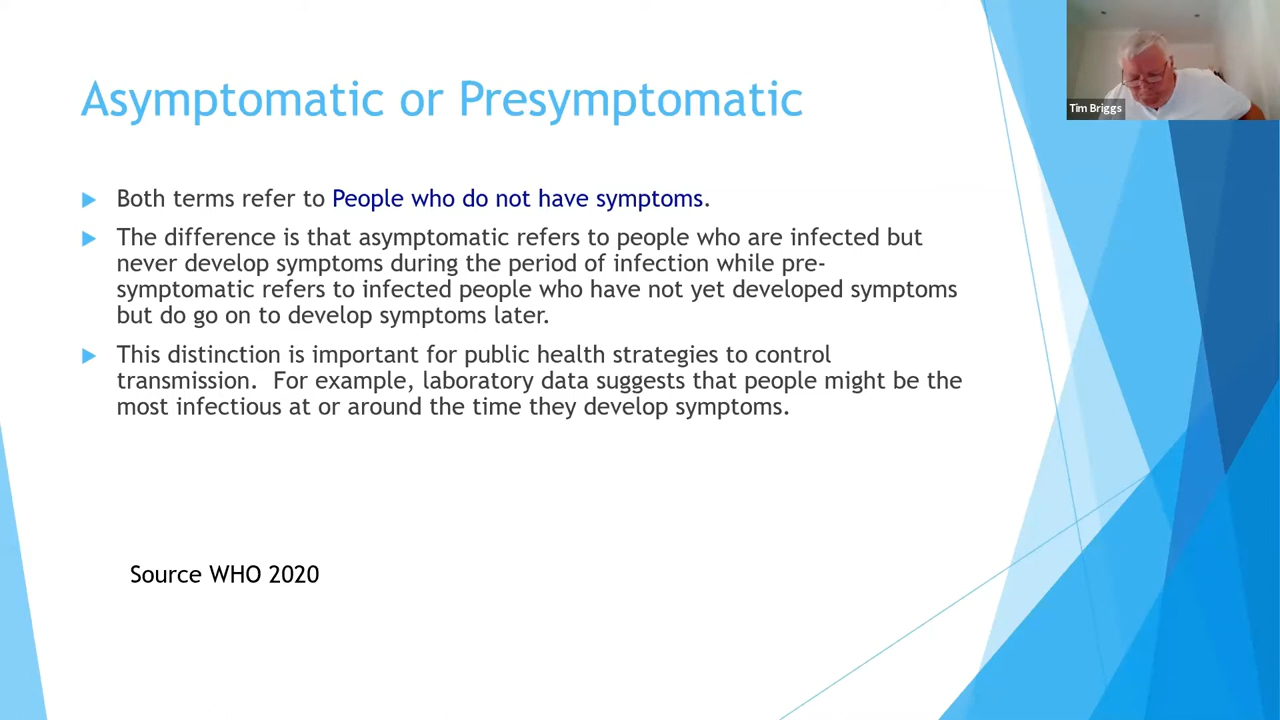 Asymptomatic or Presymptomatic
Tim Briggs
Both terms refer to People who do not have symptoms.
The difference is that asymptomatic refers to people who are infected but
never develop symptoms during the period of infection while pre-
symptomatic refers to infected people who have not yet developed symptoms
but do go on to develop symptoms later.
This distinction is important for public health strategies to control
transmission.  For example, laboratory data suggests that people might be the
most infectious at or around the time they develop symptoms.
Source WHO 2020